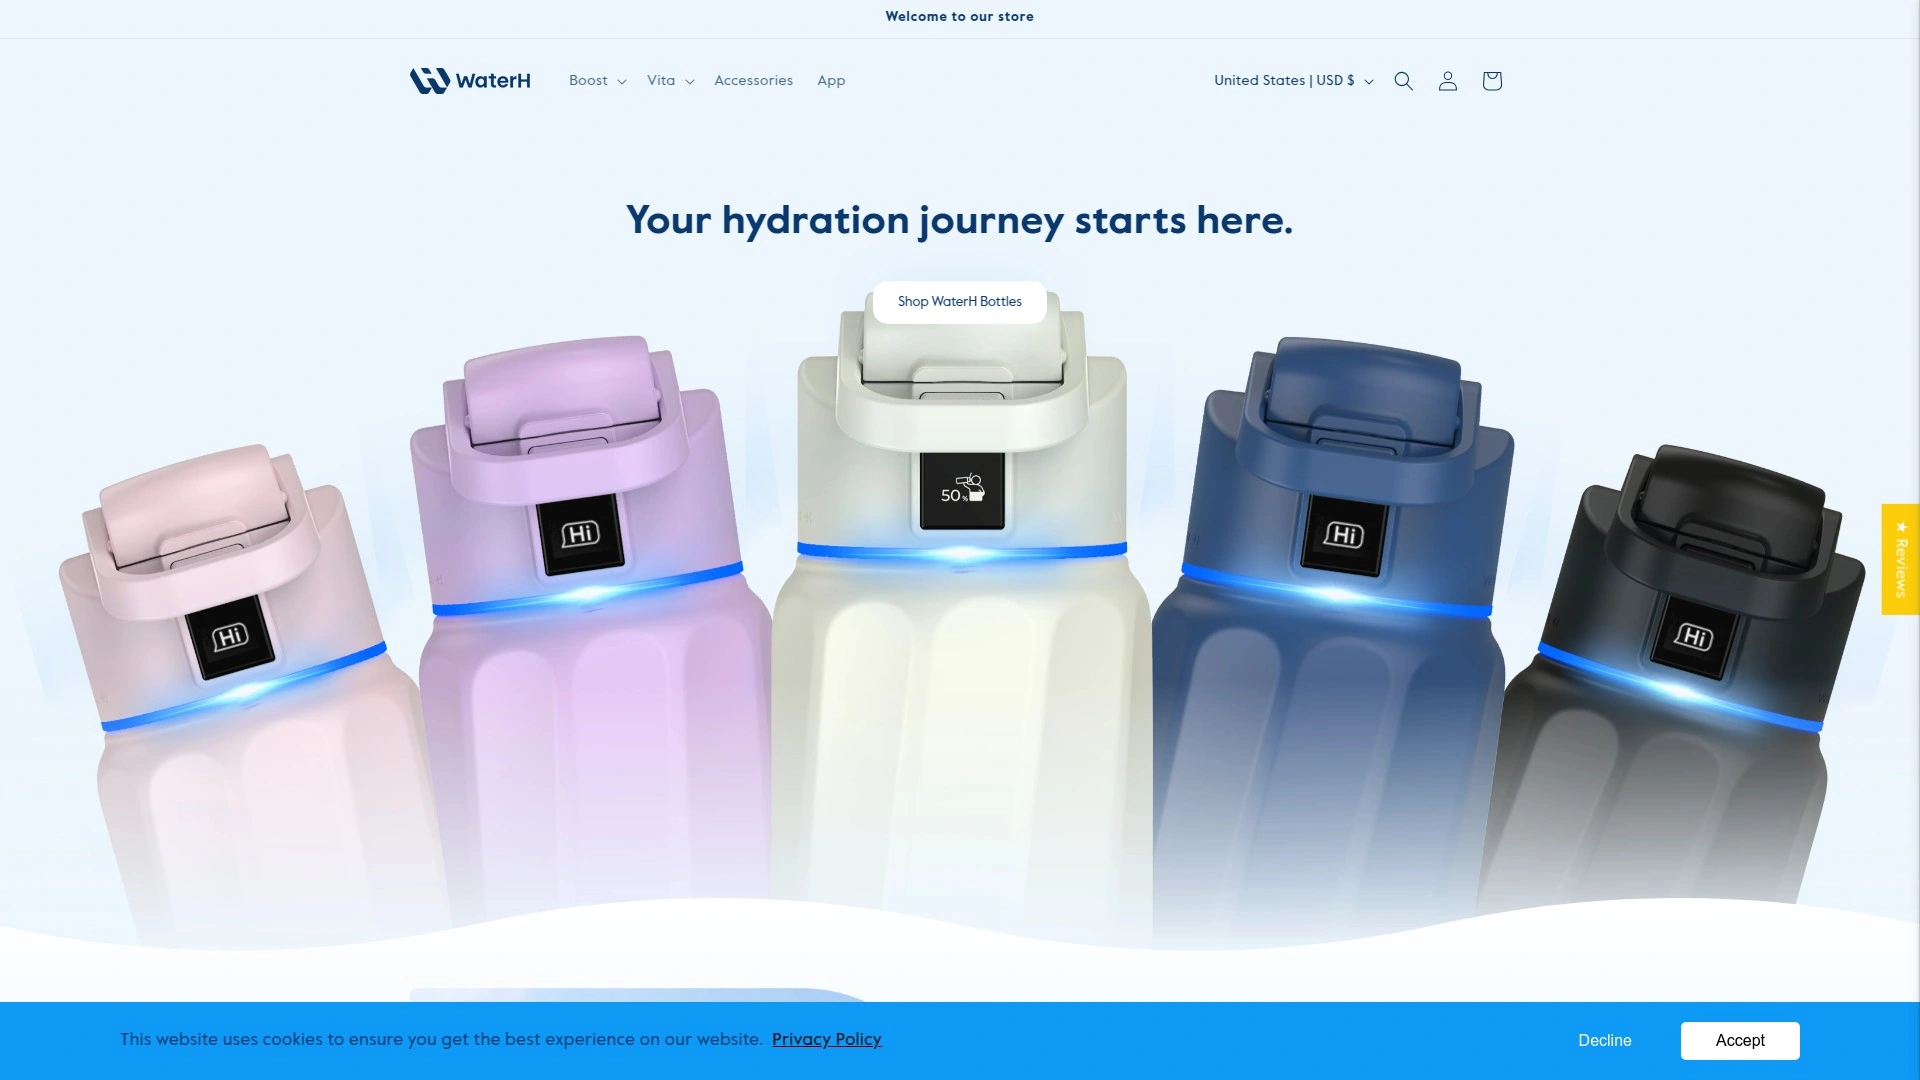 Welcome to our store
WaterH
Boost
Vita
Accessories
App
United States | USD $
Your hydration journey starts here.
Shop WaterH Bottles
50%
Hi
Hi
Hi
Hi
★ Reviews
This website uses cookies to ensure you get the best experience on our website. Privacy Policy
Decline
Accept